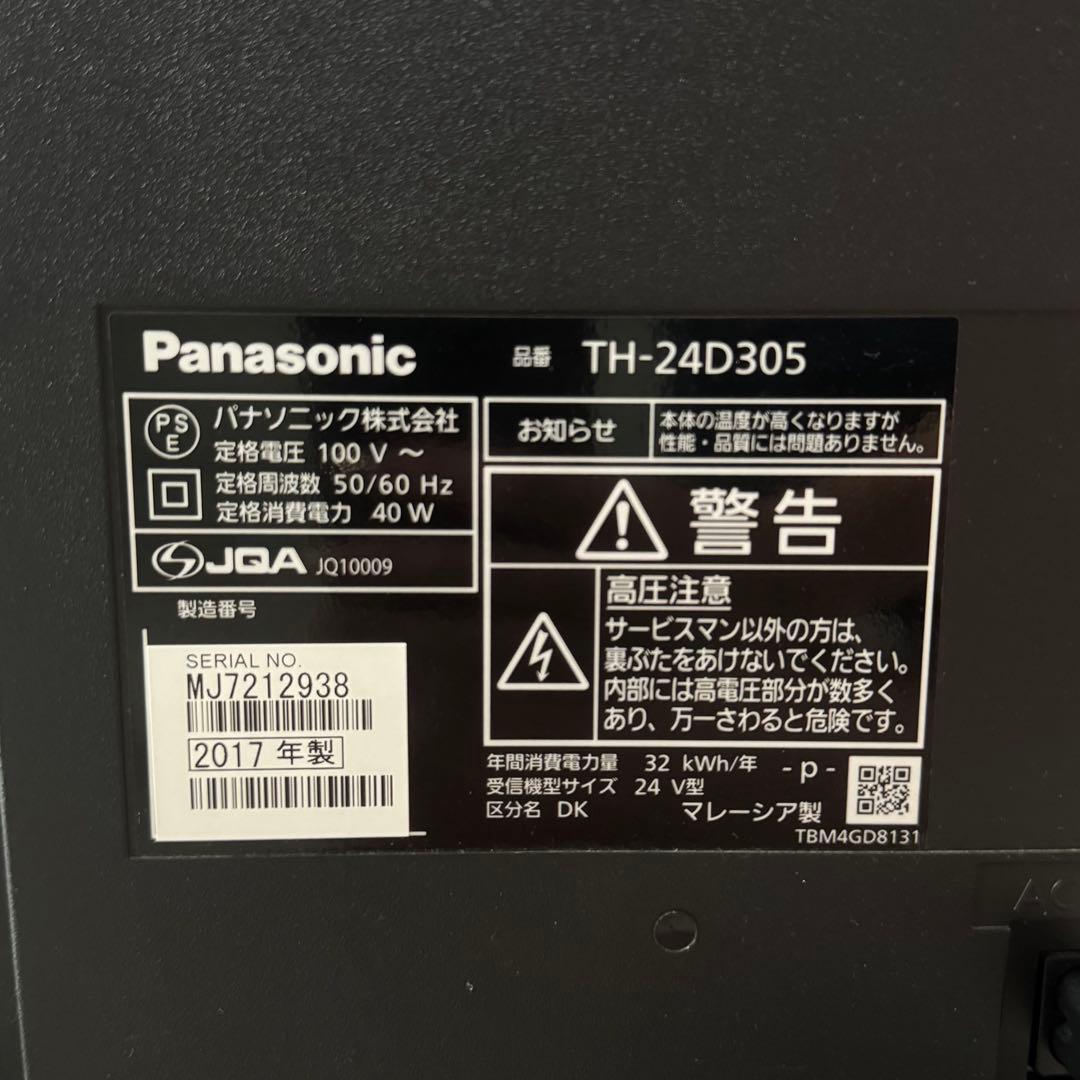 Panasonic
品番 TH-24D305
PS
E
パナソニック株式会社
定格電圧 100 V ～
定格周波数 50/60 Hz
定格消費電力 40 W
JQA JQ10009
製造番号
SERIAL NO.
MJ7212938
2017 年製
お知らせ
本体の温度が高くなりますが
性能・品質には問題ありません。
警告
高圧注意
サービスマン以外の方は、
裏ぶたをあけないでください。
内部には高電圧部分が数多く
あり、万一さわると危険です。
年間消費電力量 32 kWh/年 - p -
受信機型サイズ 24 V型
区分名 DK マレーシア製
TBM4GD8131
AC